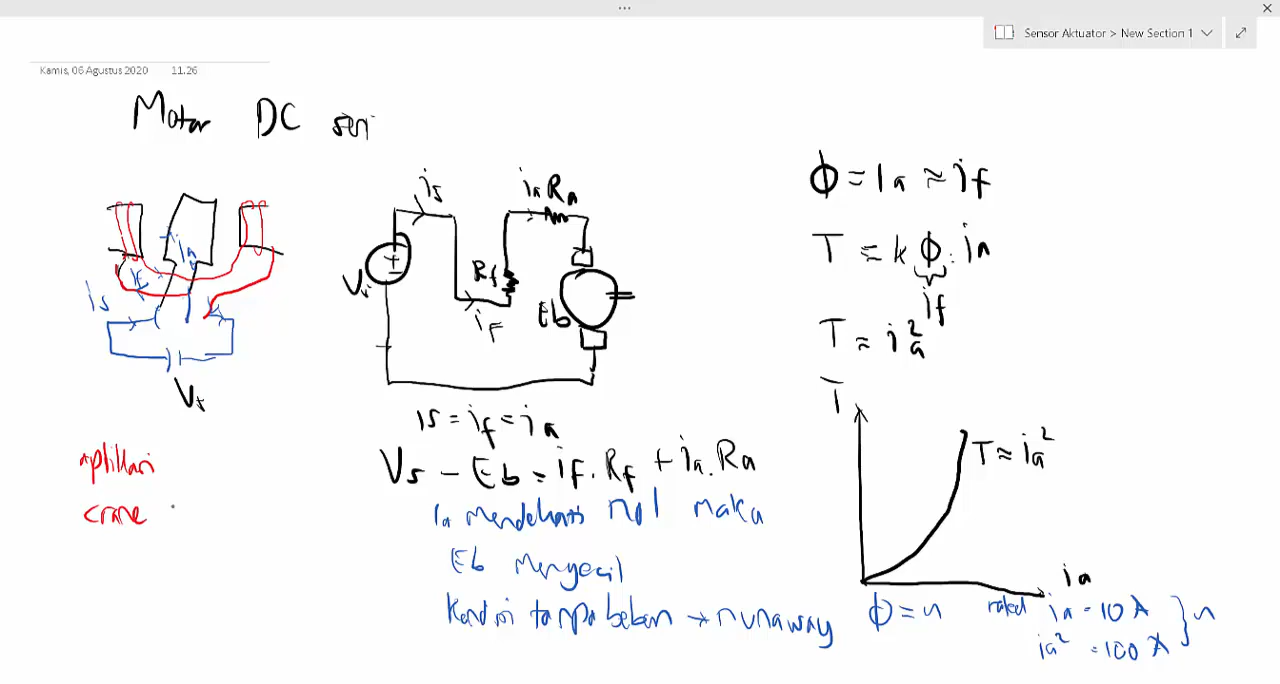 Sensor Aktuator > New Section 1
Kamis, 06 Agustus 2020 11.26
Motor DC seri
is
ia
Vs
aplikasi
crane
is
ia Ra
Vs
Rf
if
Eb
is = if = ia
Vs - Eb = if . Rf + ia . Ra
Ia mendekati nol maka
Eb mengecil
Kondisi tanpa beban → runaway
ϕ ≈ Ia ≈ if
T ≈ k ϕ . ia
if
T ≈ ia²
T
T ≈ ia²
ia
rated ia = 10 A
ia² = 100 A